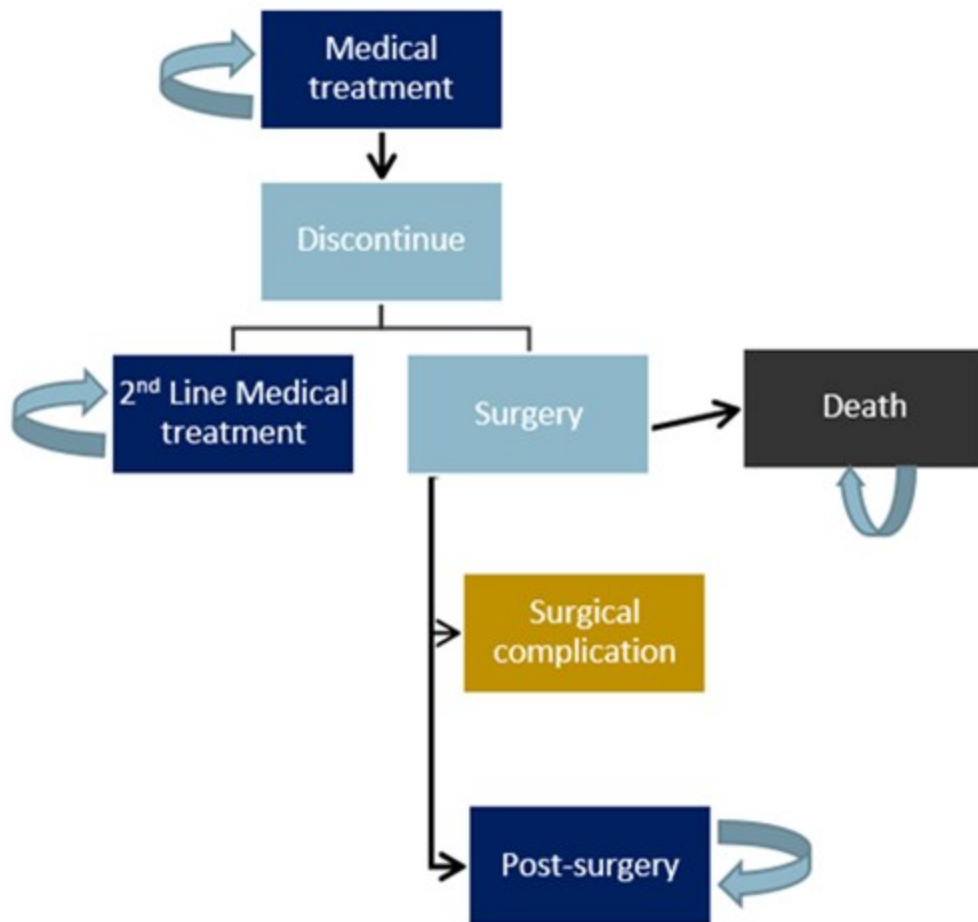 Medical
treatment
Discontinue
2nd Line Medical
treatment
Surgery
Death
Surgical
complication
Post-surgery